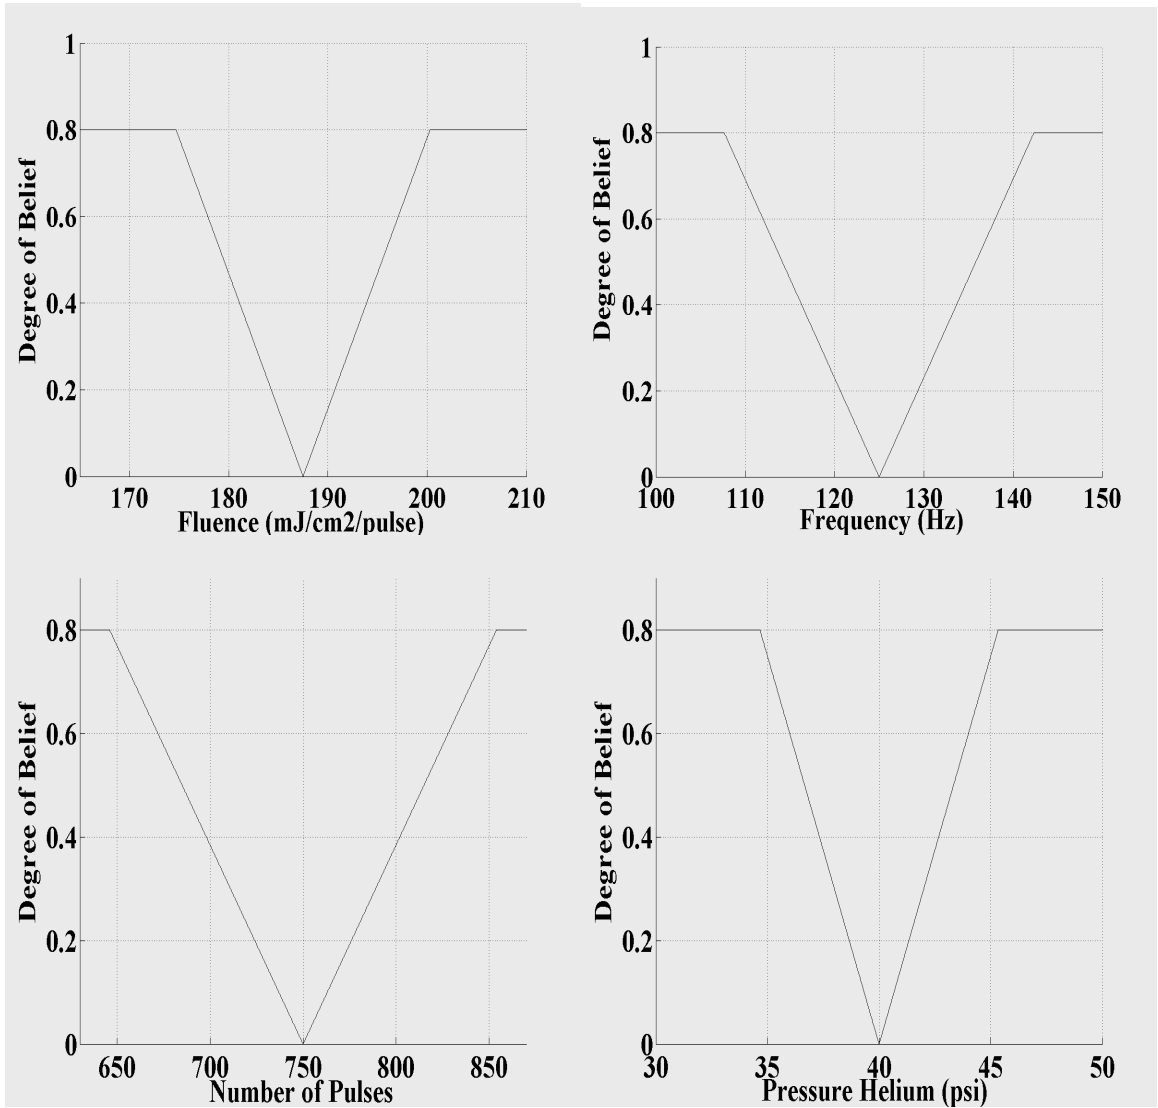 1
0.8
0.6
0.4
0.2
0
Degree of Belief
170 180 190 200 210
Fluence (mJ/cm2/pulse)
1
0.8
0.6
0.4
0.2
0
Degree of Belief
100 110 120 130 140 150
Frequency (Hz)
0.8
0.6
0.4
0.2
0
Degree of Belief
650 700 750 800 850
Number of Pulses
0.8
0.6
0.4
0.2
0
Degree of Belief
30 35 40 45 50
Pressure Helium (psi)